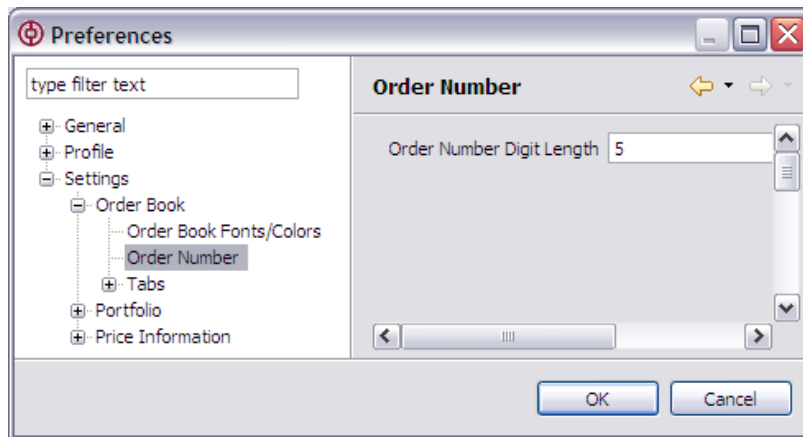 Preferences
type filter text
General
Profile
Settings
Order Book
Order Book Fonts/Colors
Order Number
Tabs
Portfolio
Price Information
Order Number
Order Number Digit Length 5
OK Cancel